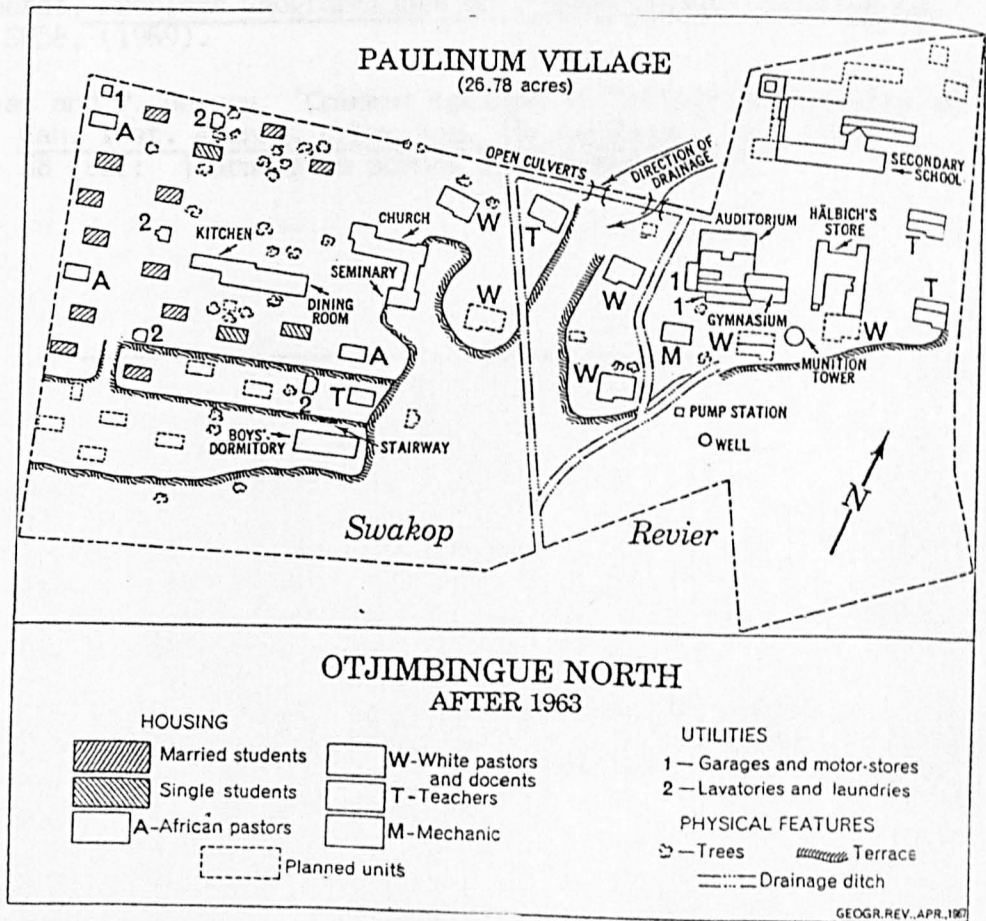 (1969).
PAULINUM VILLAGE
(26.78 acres)
1
A
2
2
KITCHEN
A
DINING
ROOM
CHURCH
SEMINARY
2
A
T
2
BOYS'
DORMITORY
STAIRWAY
W
T
W
OPEN CULVERTS
DIRECTION OF
DRAINAGE
W
W
AUDITORIUM
1
1
GYMNASIUM
M
W
HÄLBICH'S
STORE
SECONDARY
SCHOOL
T
T
W
MUNITION
TOWER
PUMP STATION
WELL
N
Swakop
Revier
OTJIMBINGUE NORTH
AFTER 1963
HOUSING
Married students
Single students
A-African pastors
W-White pastors
and docents
T-Teachers
M-Mechanic
Planned units
UTILITIES
1 — Garages and motor-stores
2 — Lavatories and laundries
PHYSICAL FEATURES
— Trees
Terrace
Drainage ditch
GEOGR. REV., APR., 1967